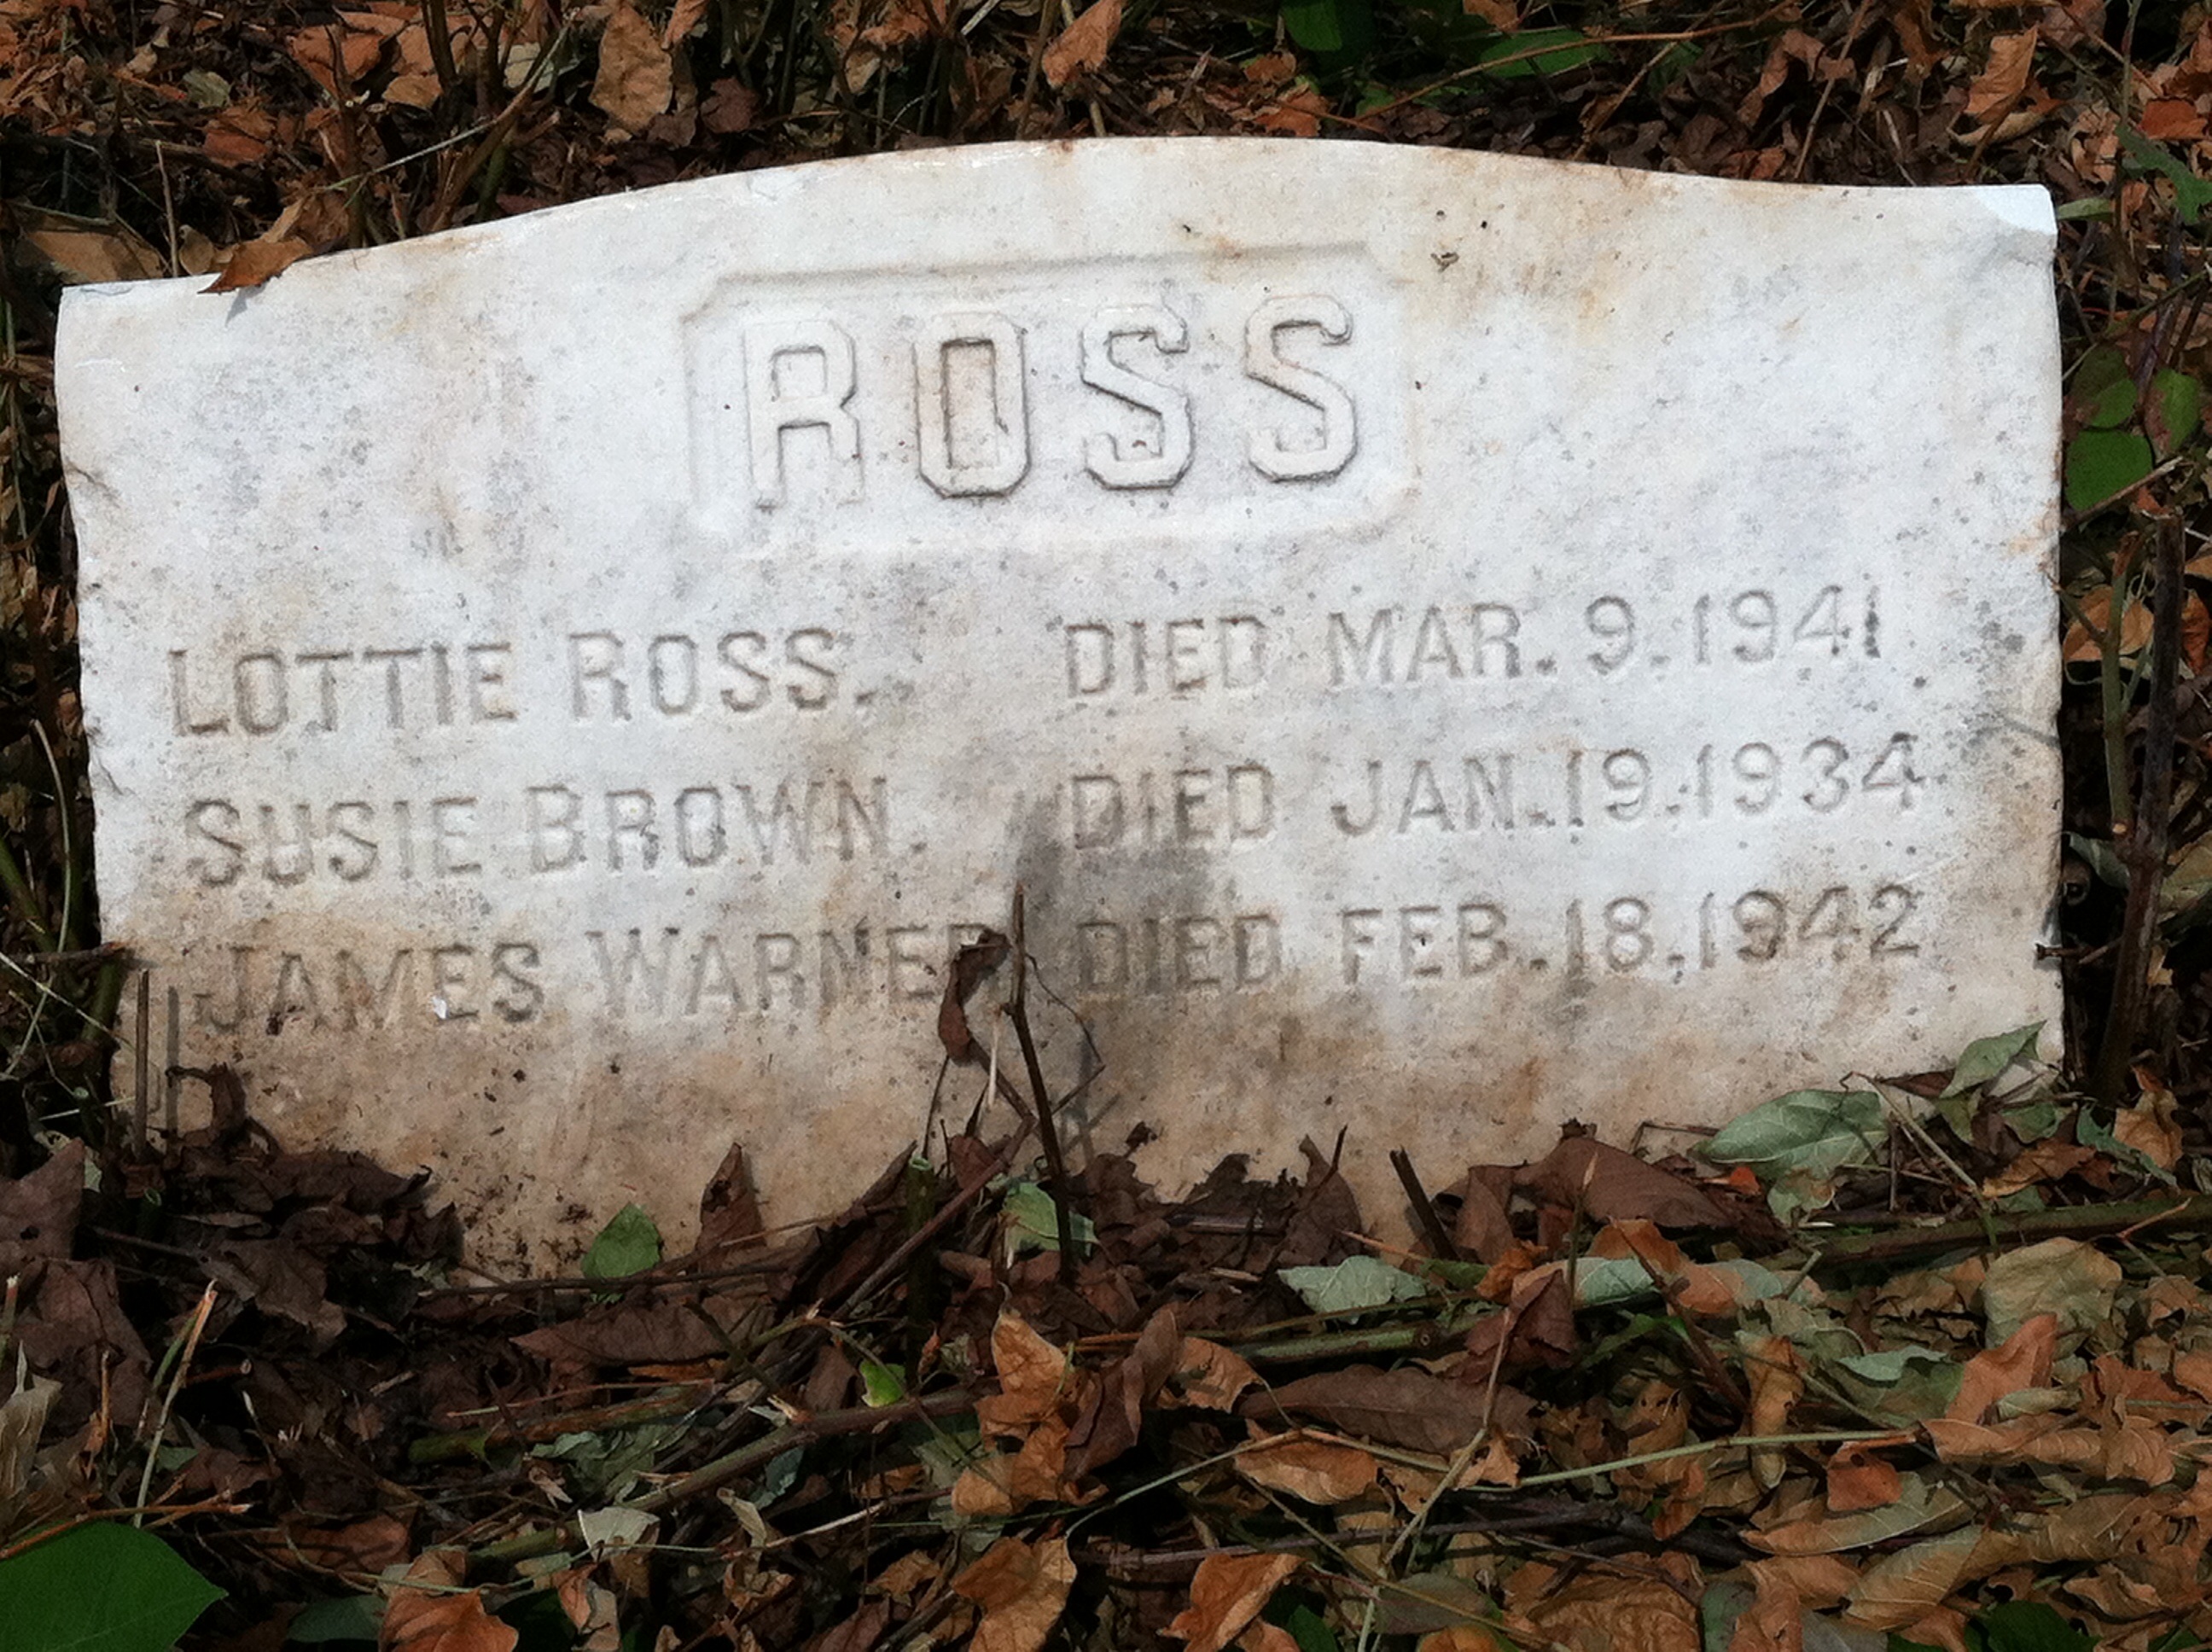 ROSS
LOTTIE ROSS. DIED MAR. 9. 1941
SUSIE BROWN. DIED JAN. 19. 1934
JAMES WARNER DIED FEB. 18, 1942